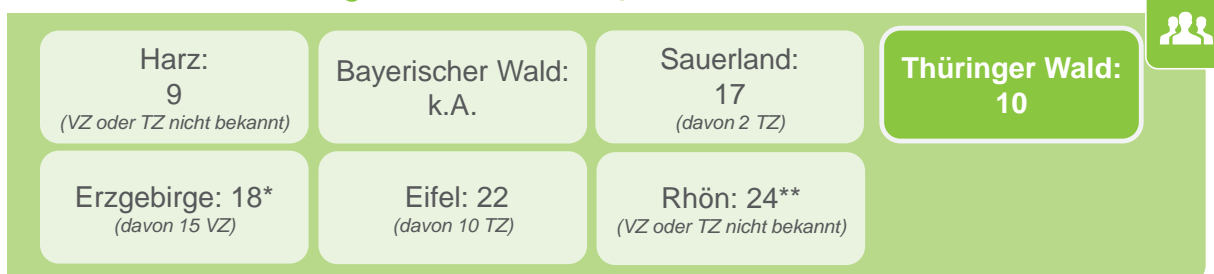 Harz:
9
(VZ oder TZ nicht bekannt)
Bayerischer Wald:
k.A.
Sauerland:
17
(davon 2 TZ)
Thüringer Wald:
10
Erzgebirge: 18*
(davon 15 VZ)
Eifel: 22
(davon 10 TZ)
Rhön: 24**
(VZ oder TZ nicht bekannt)